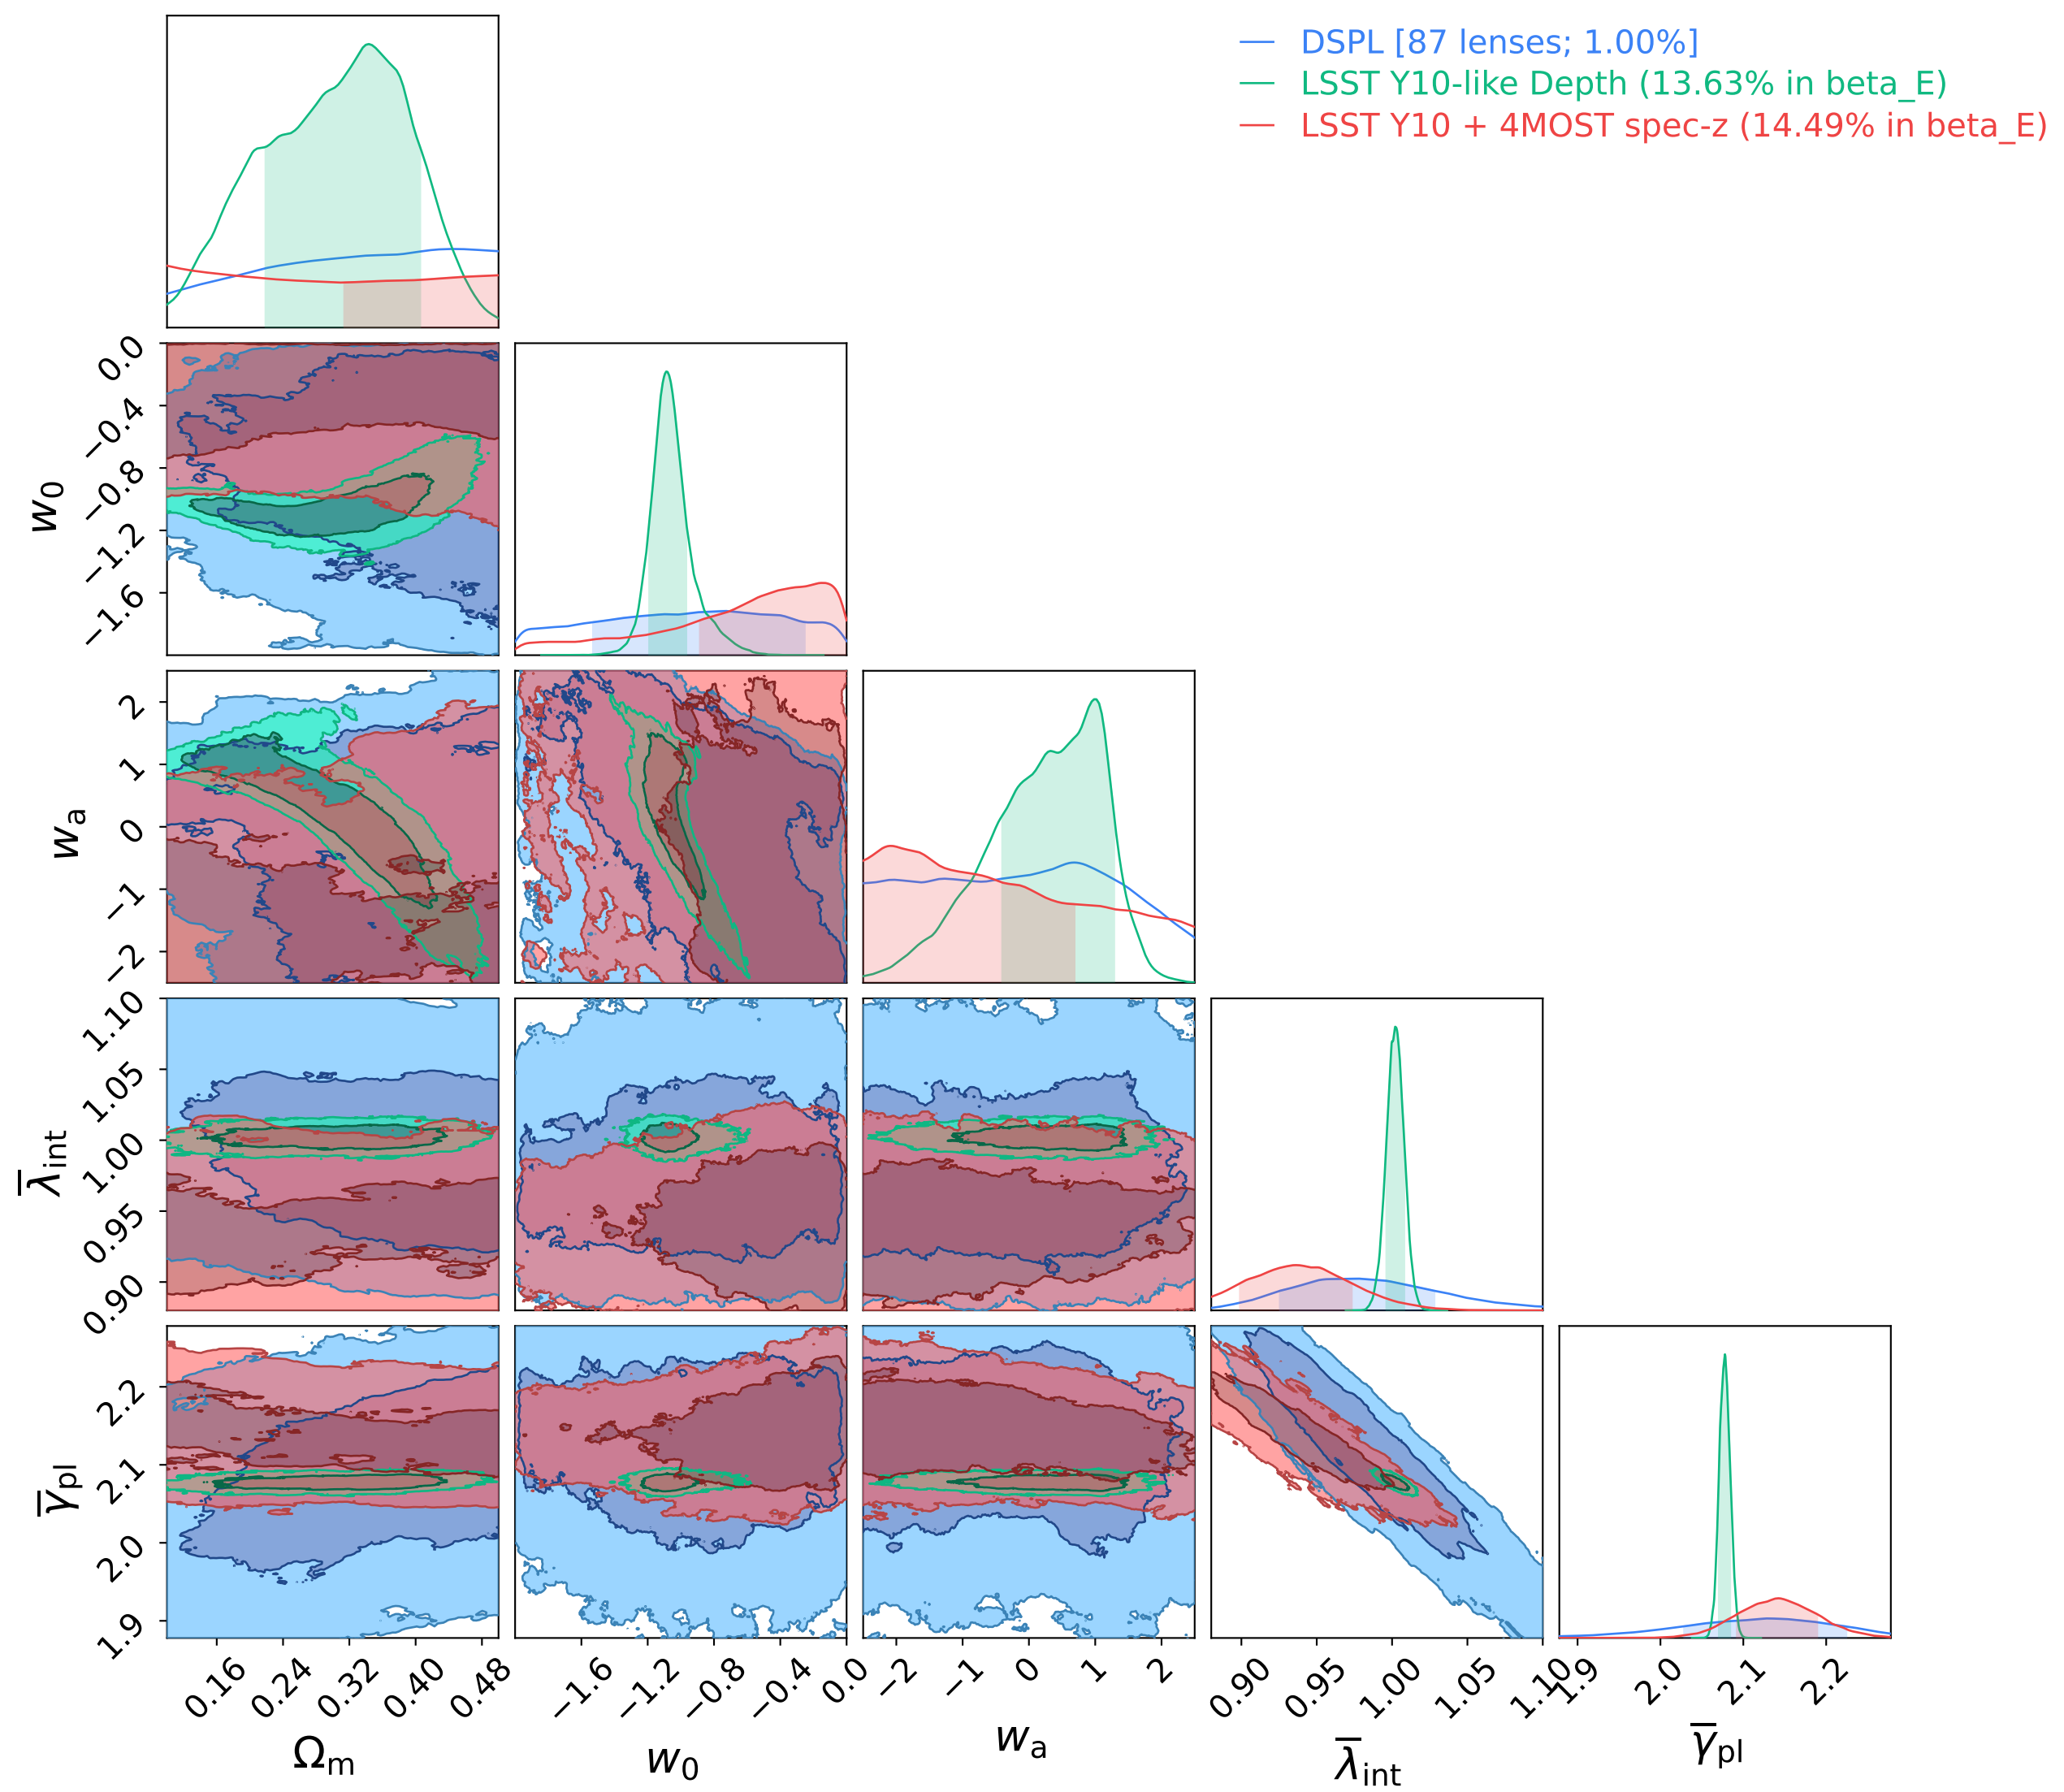 DSPL [87 lenses; 1.00%]
LSST Y10-like Depth (13.63% in beta_E)
LSST Y10 + 4MOST spec-z (14.49% in beta_E)
w0
0.0
−0.4
−0.8
−1.2
−1.6
wa
2
1
0
−1
−2
λ̅int
1.10
1.05
1.00
0.95
0.90
γ̅pl
2.2
2.1
2.0
1.9
0.16 0.24 0.32 0.40 0.48
−1.6 −1.2 −0.8 −0.4 0.0
−2 −1 0 1 2
0.90 0.95 1.00 1.05 1.10
1.9 2.0 2.1 2.2
Ωm
w0
wa
λ̅int
γ̅pl